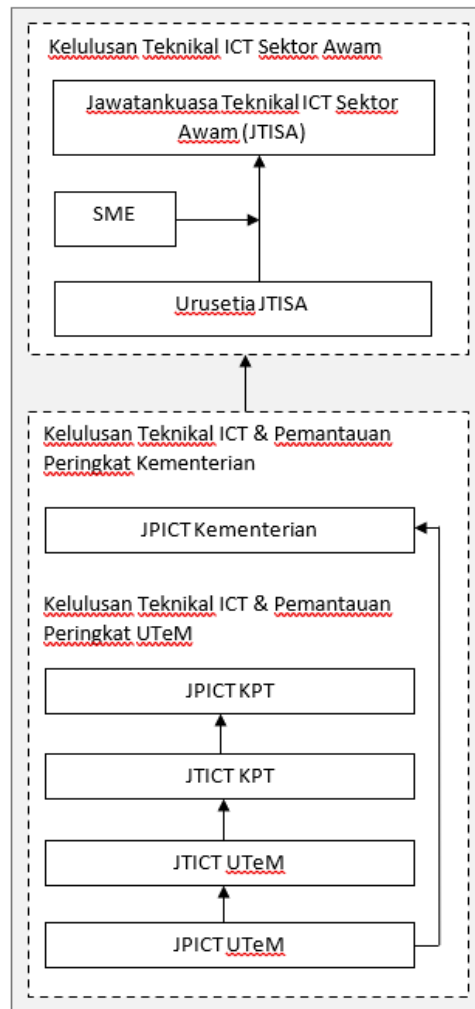 Kelulusan Teknikal ICT Sektor Awam
Jawatankuasa Teknikal ICT Sektor
Awam (JTISA)
SME
Urusetia JTISA
Kelulusan Teknikal ICT & Pemantauan
Peringkat Kementerian
JPICT Kementerian
Kelulusan Teknikal ICT & Pemantauan
Peringkat UTeM
JPICT KPT
JTICT KPT
JTICT UTeM
JPICT UTeM